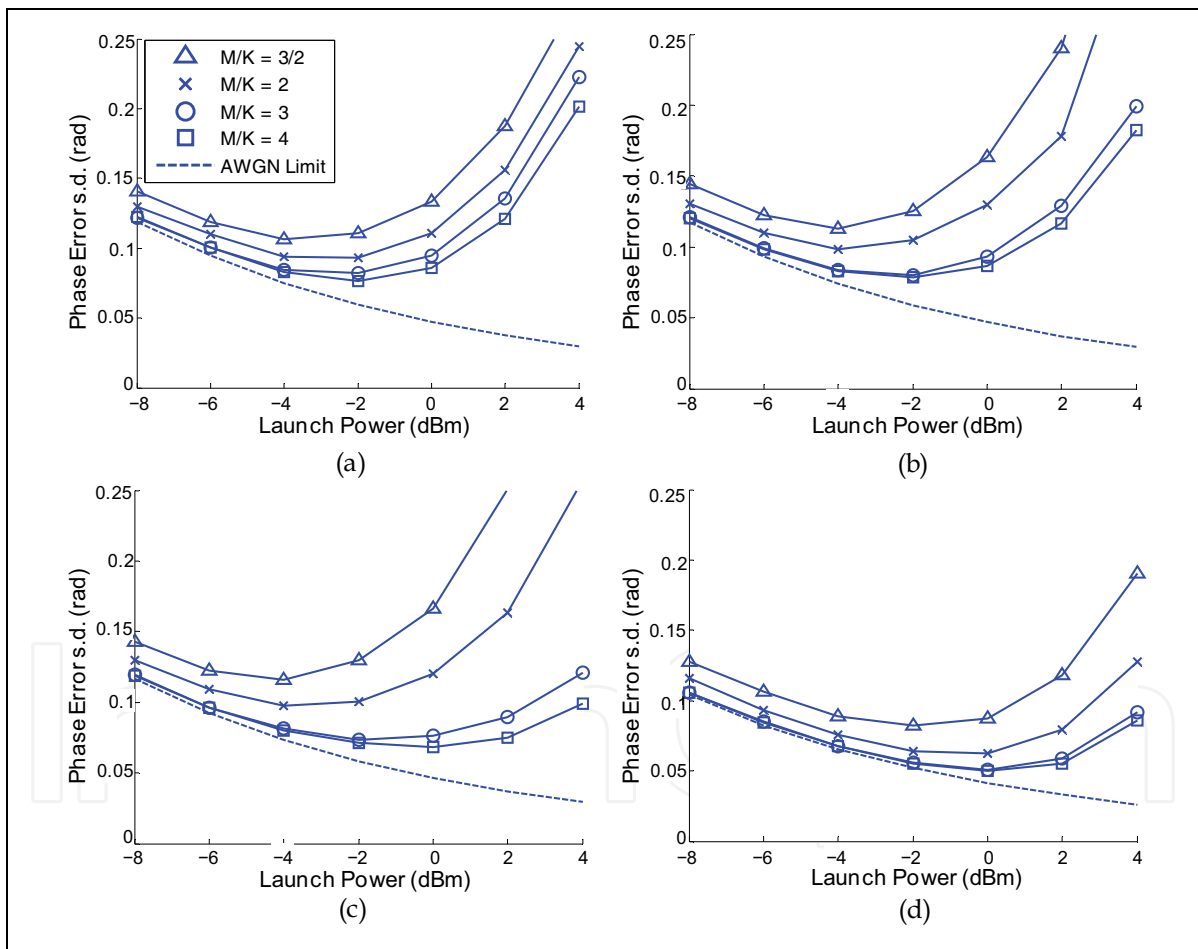 0.25
0.2
0.15
0.1
0.05
0
Phase Error s.d. (rad)
M/K = 3/2
M/K = 2
M/K = 3
M/K = 4
AWGN Limit
−8 −6 −4 −2 0 2 4
Launch Power (dBm)
(a)
0.25
0.2
0.15
0.1
0.05
0
Phase Error s.d. (rad)
−8 −6 −4 −2 0 2 4
Launch Power (dBm)
(b)
0.25
0.2
0.15
0.1
0.05
0
Phase Error s.d. (rad)
−8 −6 −4 −2 0 2 4
Launch Power (dBm)
(c)
0.25
0.2
0.15
0.1
0.05
0
Phase Error s.d. (rad)
−8 −6 −4 −2 0 2 4
Launch Power (dBm)
(d)